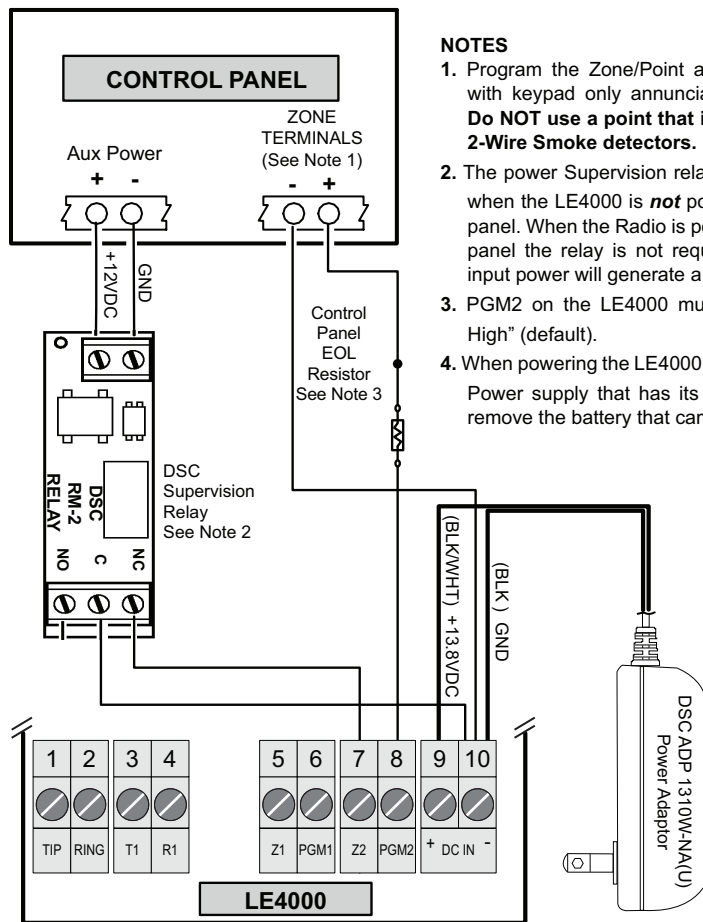 CONTROL PANEL
Aux Power
+ -
ZONE
TERMINALS
(See Note 1)
- +
+12VDC
GND
Control
Panel
EOL
Resistor
See Note 3
DSC
RM-2
RELAY
NO C NC
DSC
Supervision
Relay
See Note 2
(BLK/WHT) +13.8VDC
(BLK ) GND
DSC ADP 1310W-NA(U)
Power Adaptor
1 2 3 4 5 6 7 8 9 10
TIP RING T1 R1 Z1 PGM1 Z2 PGM2 + DC IN -
LE4000
NOTES
1. Program the Zone/Point a
with keypad only annuncia
Do NOT use a point that i
2-Wire Smoke detectors.
2. The power Supervision rela
when the LE4000 is not po
panel. When the Radio is po
panel the relay is not requ
input power will generate a
3. PGM2 on the LE4000 mu
High” (default).
4. When powering the LE4000
Power supply that has its
remove the battery that can